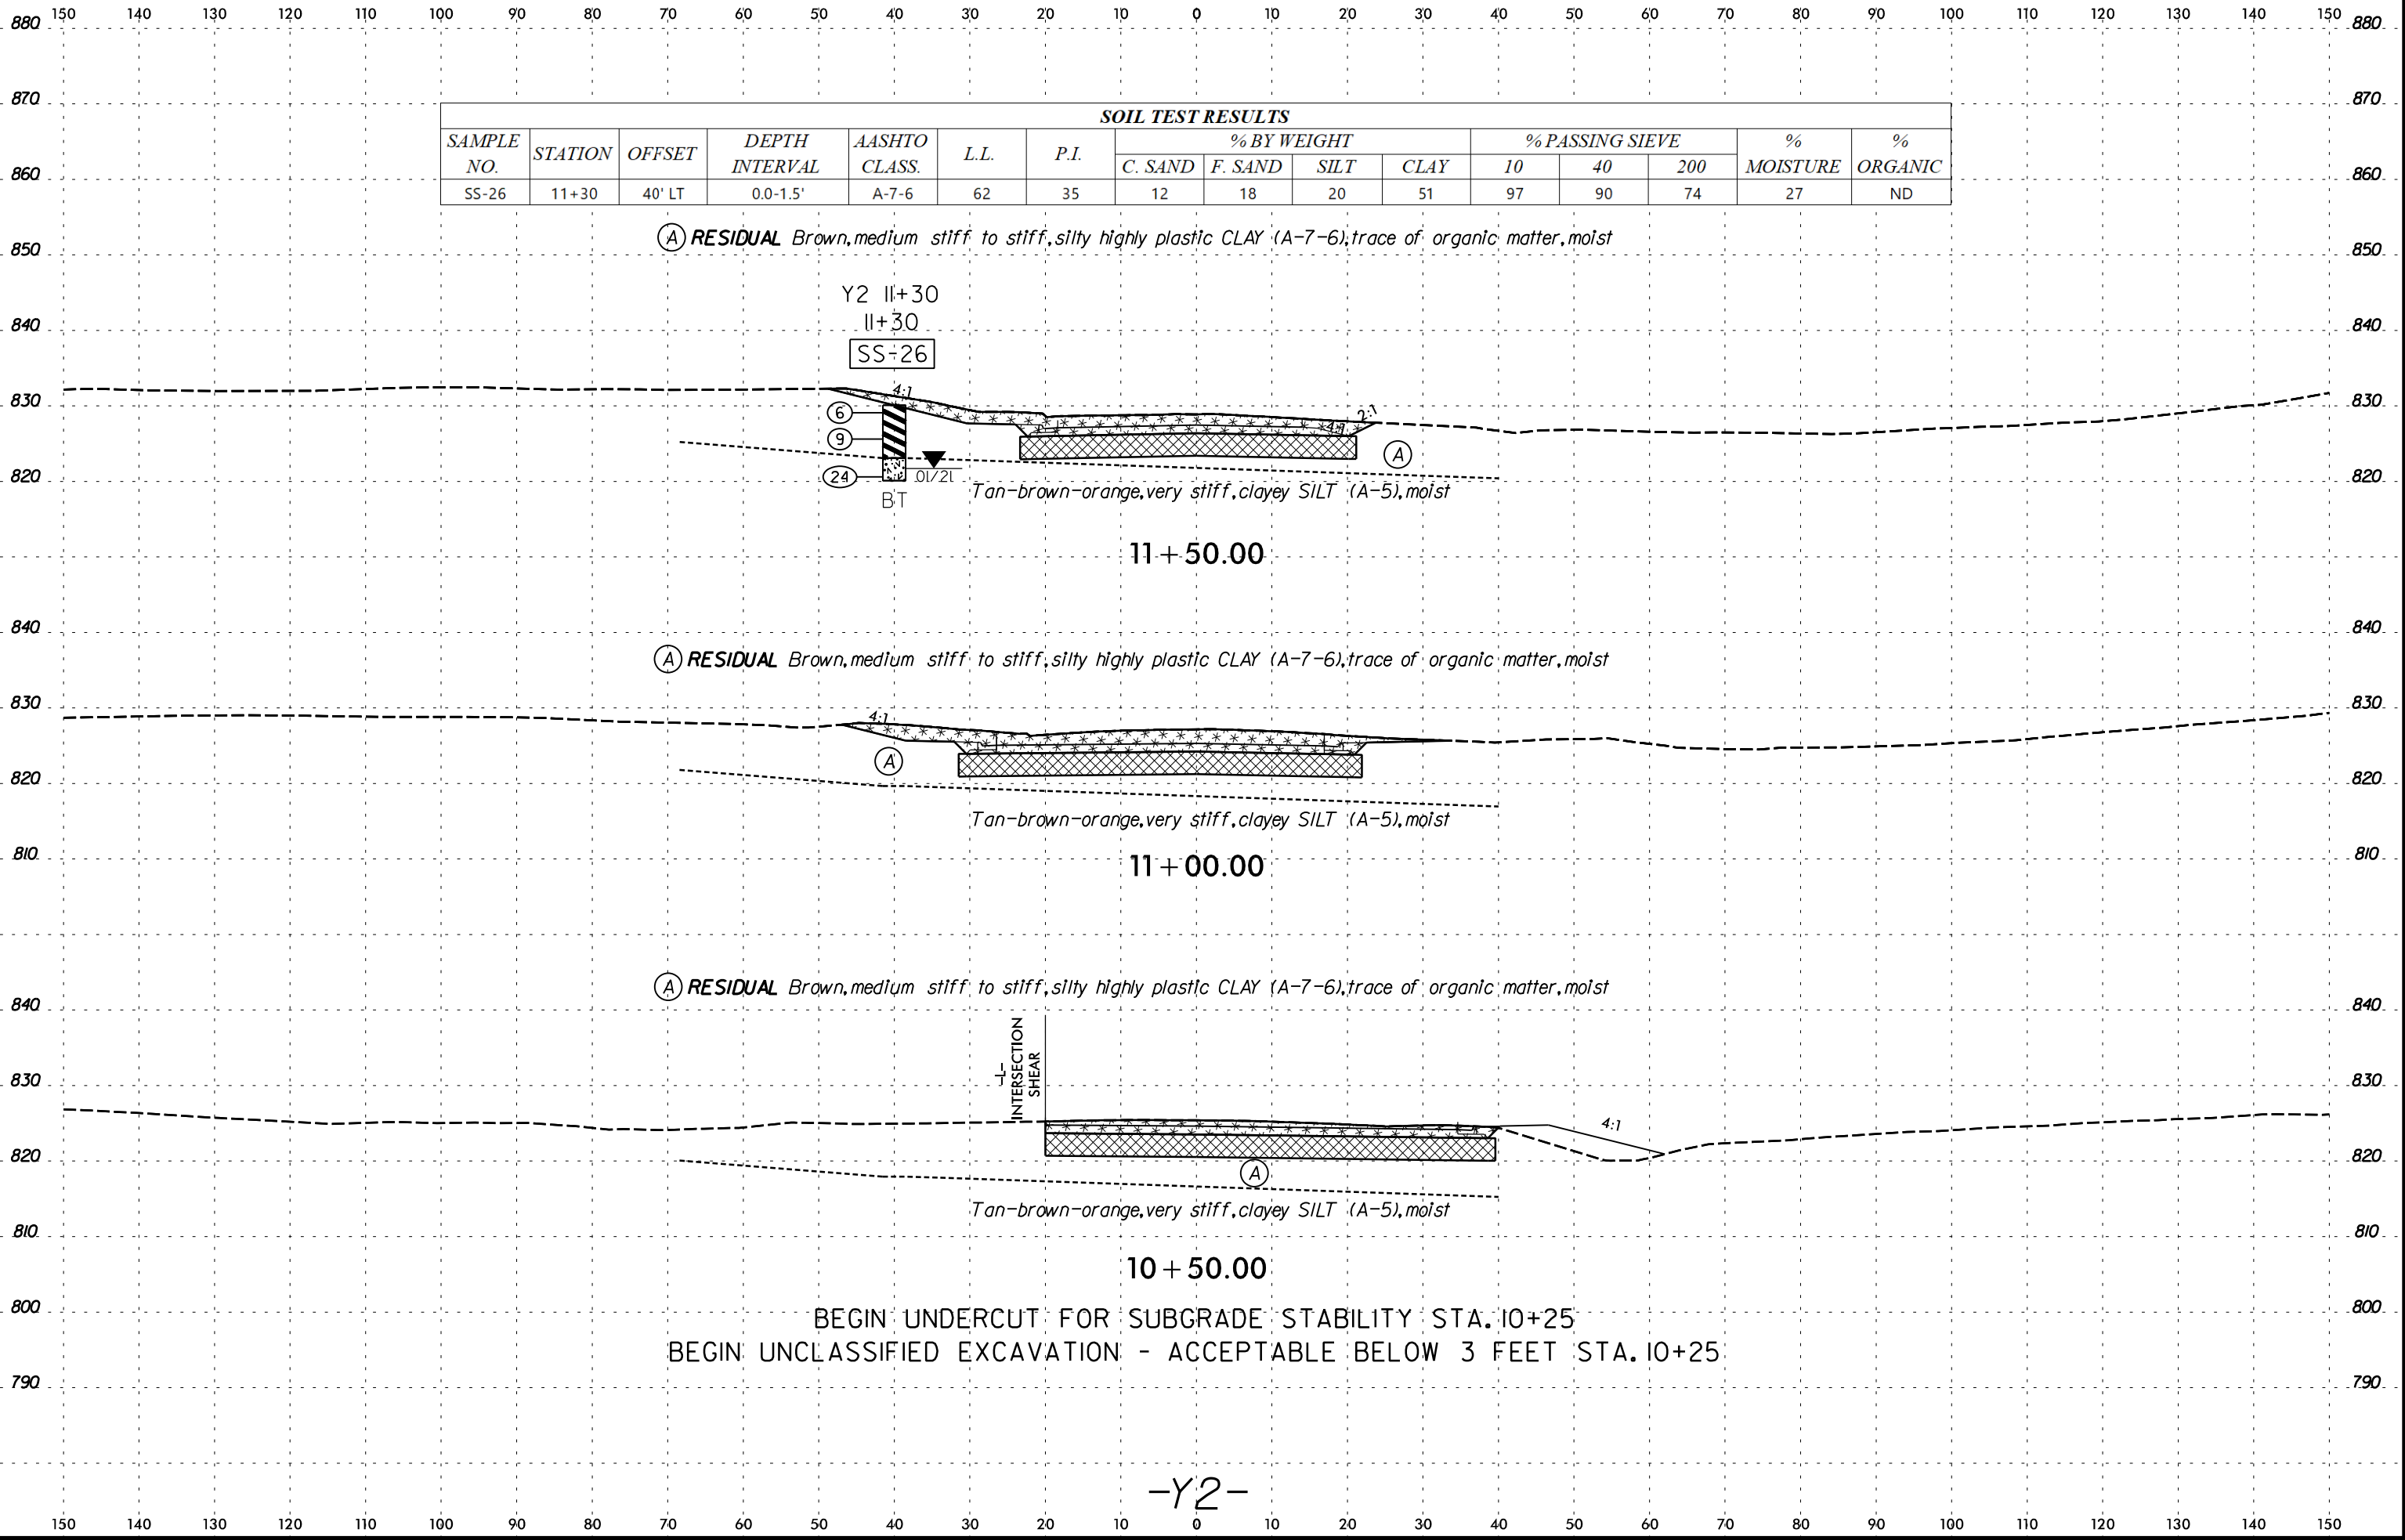 150 140 130 120 110 100 90 80 70 60 50 40 30 20 10 0 10 20 30 40 50 60 70 80 90 100 110 120 130 140 150
880 880
870 870
SOIL TEST RESULTS
SAMPLE NO. STATION OFFSET DEPTH INTERVAL AASHTO CLASS. L.L. P.I. % BY WEIGHT % PASSING SIEVE % MOISTURE % ORGANIC
C. SAND F. SAND SILT CLAY 10 40 200
860 860
SS-26 11+30 40' LT 0.0-1.5' A-7-6 62 35 12 18 20 51 97 90 74 27 ND
A RESIDUAL Brown, medium stiff to stiff, silty highly plastic CLAY (A-7-6), trace of organic matter, moist
850 850
Y2 11+30
11+30
840 840
SS-26
4:1
830 830
6 2:1
4:1
9
A
820 820
24 0L/2L
Tan-brown-orange, very stiff, clayey SILT (A-5), moist
BT
11+50.00
840 840
A RESIDUAL Brown, medium stiff to stiff, silty highly plastic CLAY (A-7-6), trace of organic matter, moist
830 830
4:1
A
820 820
Tan-brown-orange, very stiff, clayey SILT (A-5), moist
810 810
11+00.00
A RESIDUAL Brown, medium stiff to stiff, silty highly plastic CLAY (A-7-6), trace of organic matter, moist
840 840
-L-
INTERSECTION
SHEAR
830 830
4:1
820 820
A
Tan-brown-orange, very stiff, clayey SILT (A-5), moist
810 810
10+50.00
800 800
BEGIN UNDERCUT FOR SUBGRADE STABILITY STA. 10+25
BEGIN UNCLASSIFIED EXCAVATION - ACCEPTABLE BELOW 3 FEET STA. 10+25
790 790
-Y2-
150 140 130 120 110 100 90 80 70 60 50 40 30 20 10 0 10 20 30 40 50 60 70 80 90 100 110 120 130 140 150